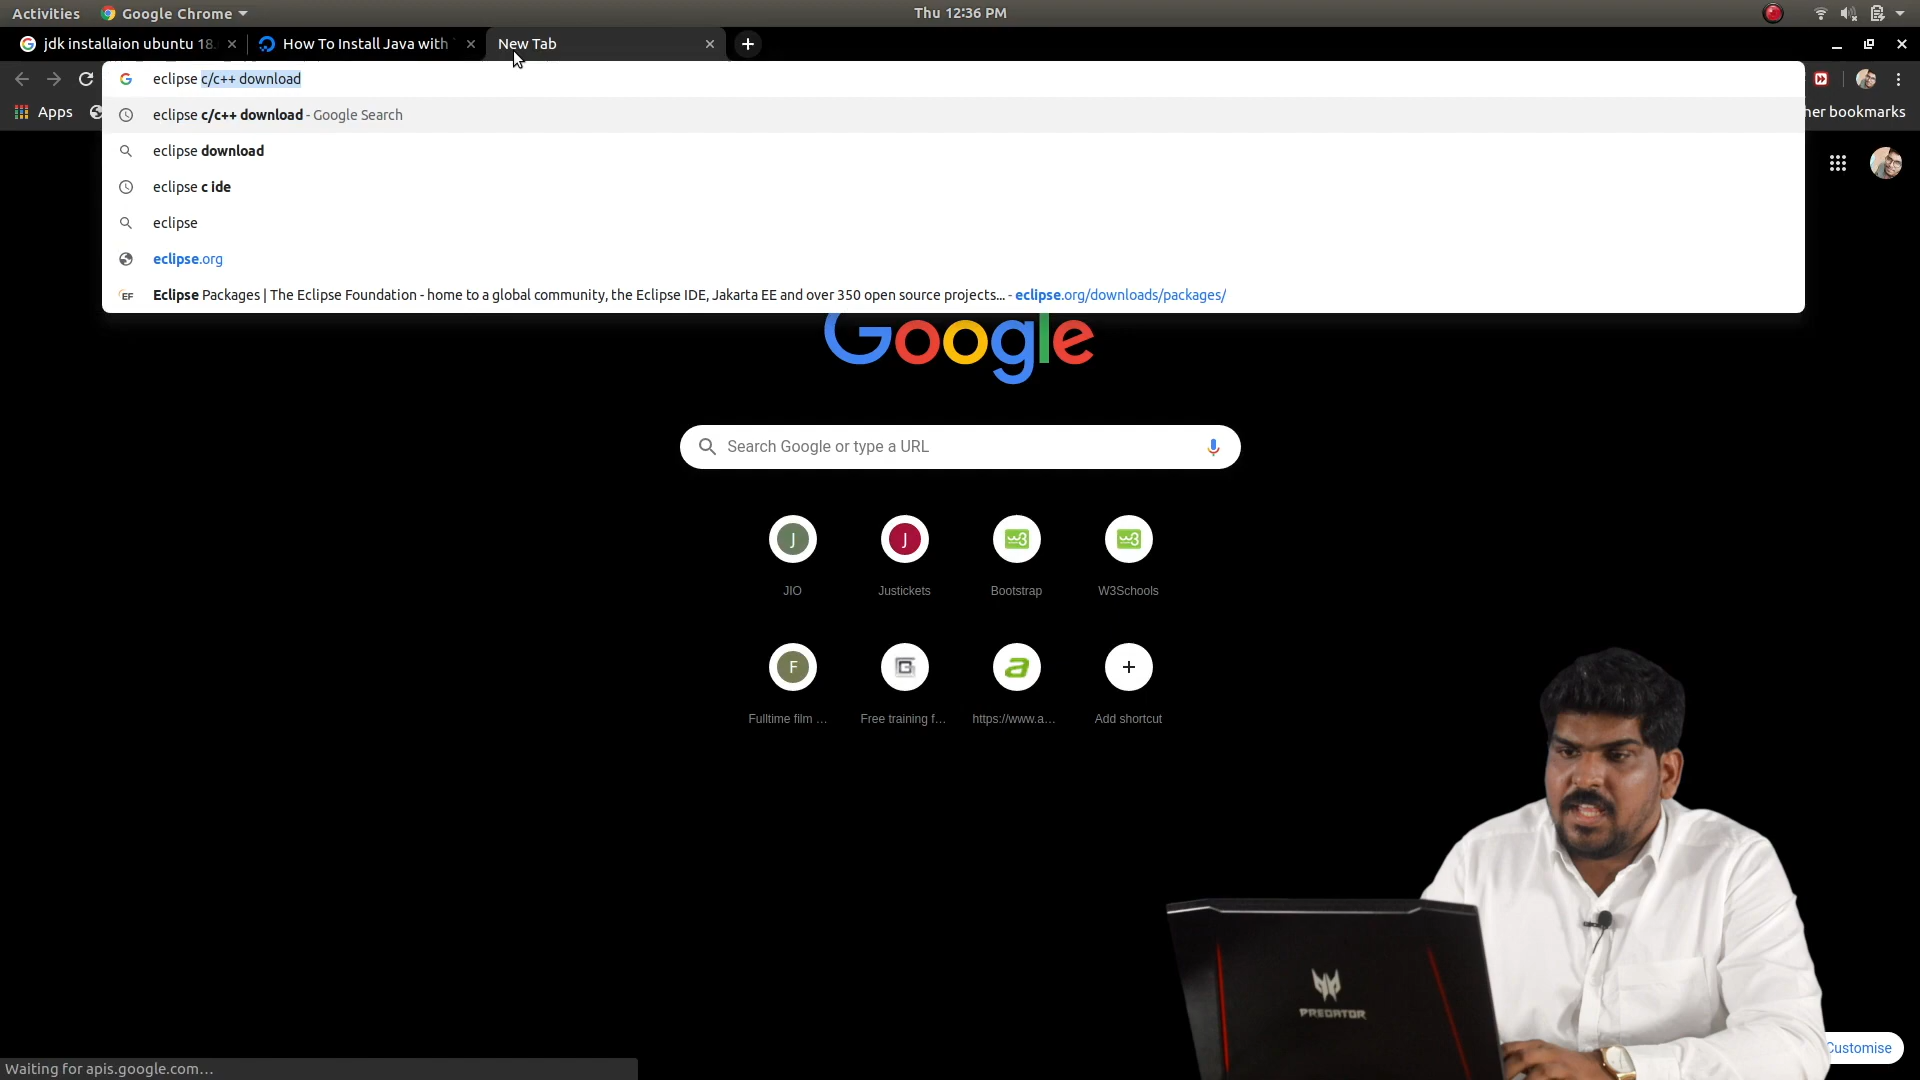 Activities
Google Chrome
Thu 12:36 PM
jdk installaion ubuntu 18.
How To Install Java with
New Tab
eclipse c/c++ download
Apps
her bookmarks
eclipse c/c++ download - Google Search
eclipse download
eclipse c ide
eclipse
eclipse.org
Eclipse Packages | The Eclipse Foundation - home to a global community, the Eclipse IDE, Jakarta EE and over 350 open source projects... - eclipse.org/downloads/packages/
Google
Search Google or type a URL
JIO
Justickets
Bootstrap
W3Schools
Fulltime film ...
Free training f...
https://www.a...
Add shortcut
PREDATOR
Customise
Waiting for apis.google.com...